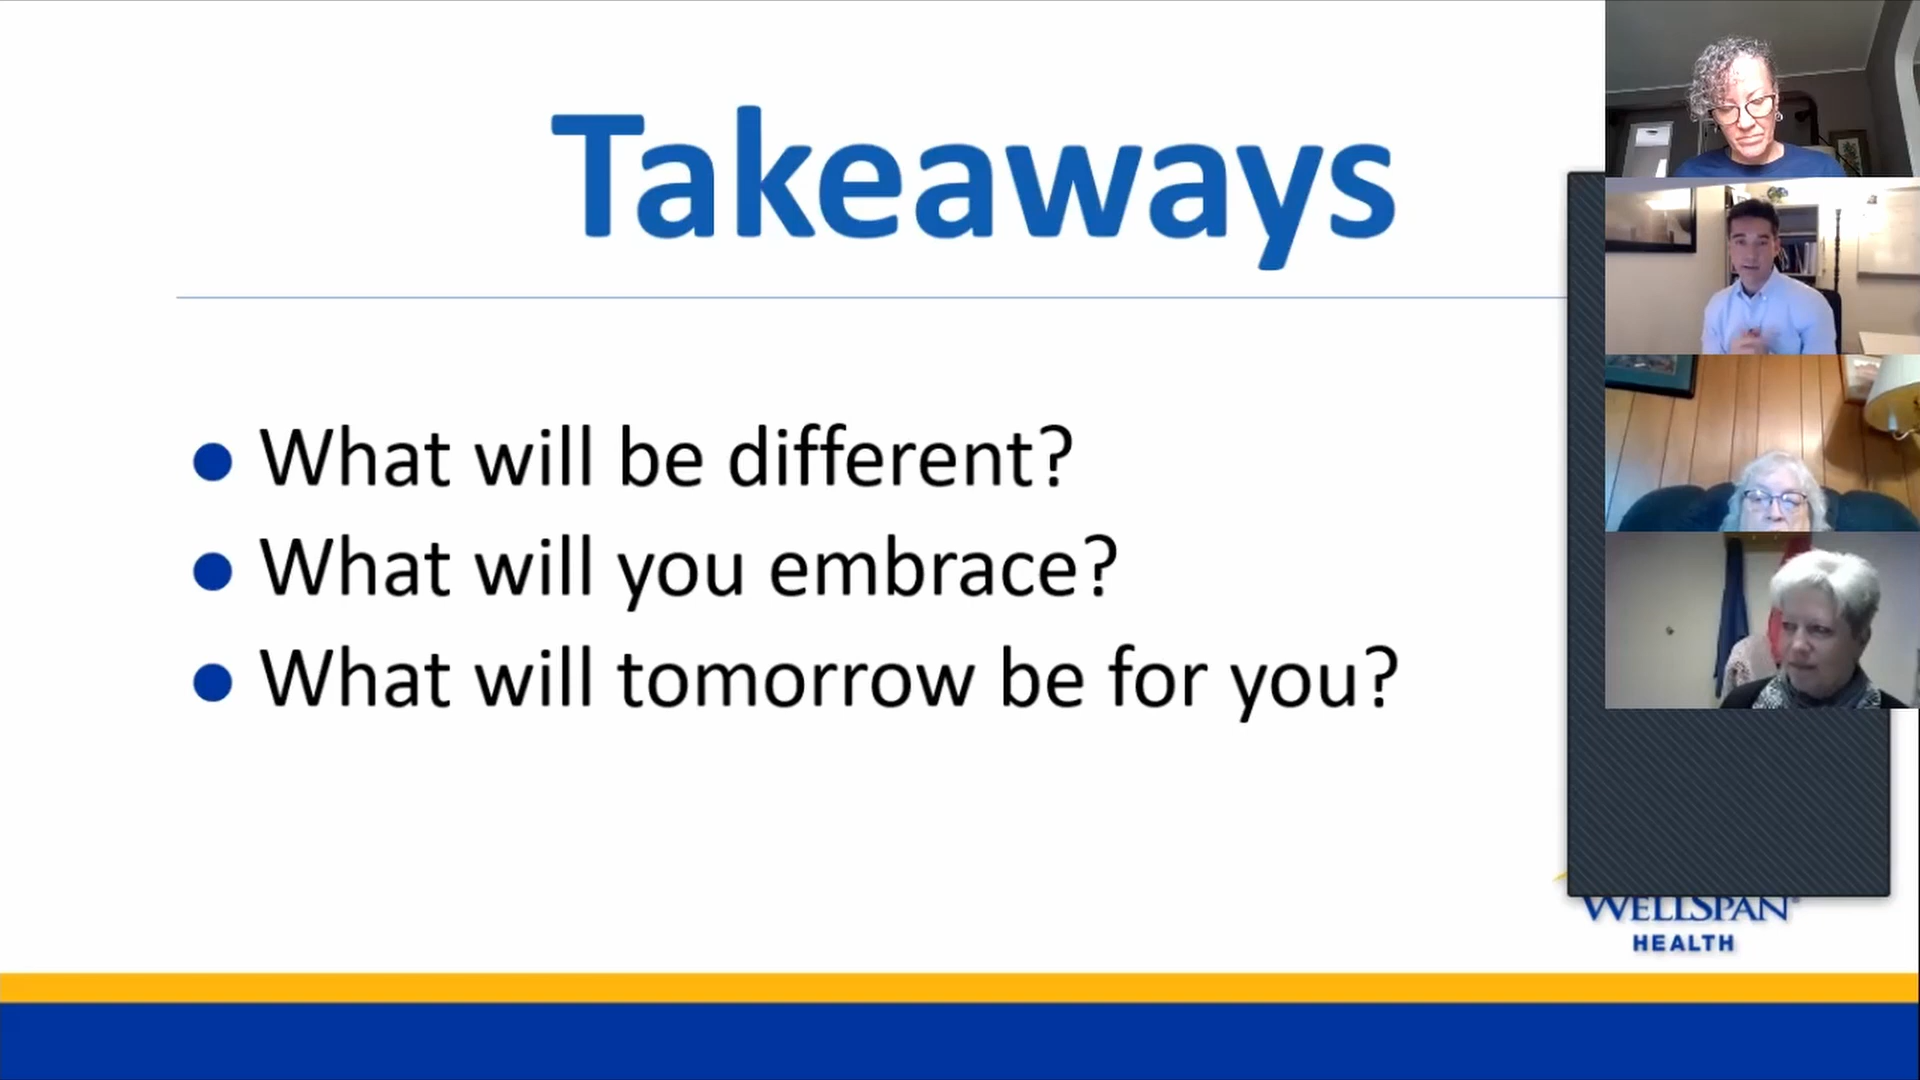 Takeaways
What will be different?
What will you embrace?
What will tomorrow be for you?
WELLSPAN
HEALTH